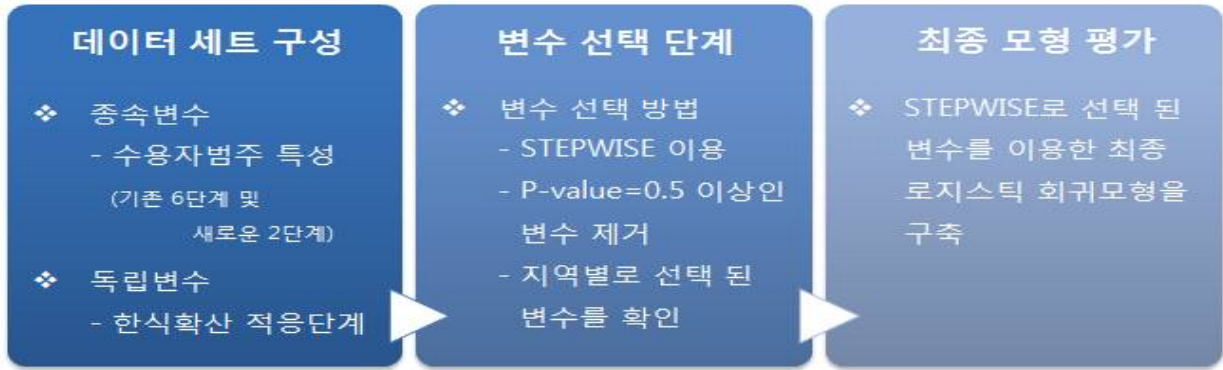 데이터 세트 구성
❖ 종속변수
- 수용자범주 특성
(기존 6단계 및
새로운 2단계)
❖ 독립변수
- 한식확산 적응단계
변수 선택 단계
❖ 변수 선택 방법
- STEPWISE 이용
- P-value=0.5 이상인
변수 제거
- 지역별로 선택 된
변수를 확인
최종 모형 평가
❖ STEPWISE로 선택 된
변수를 이용한 최종
로지스틱 회귀모형을
구축